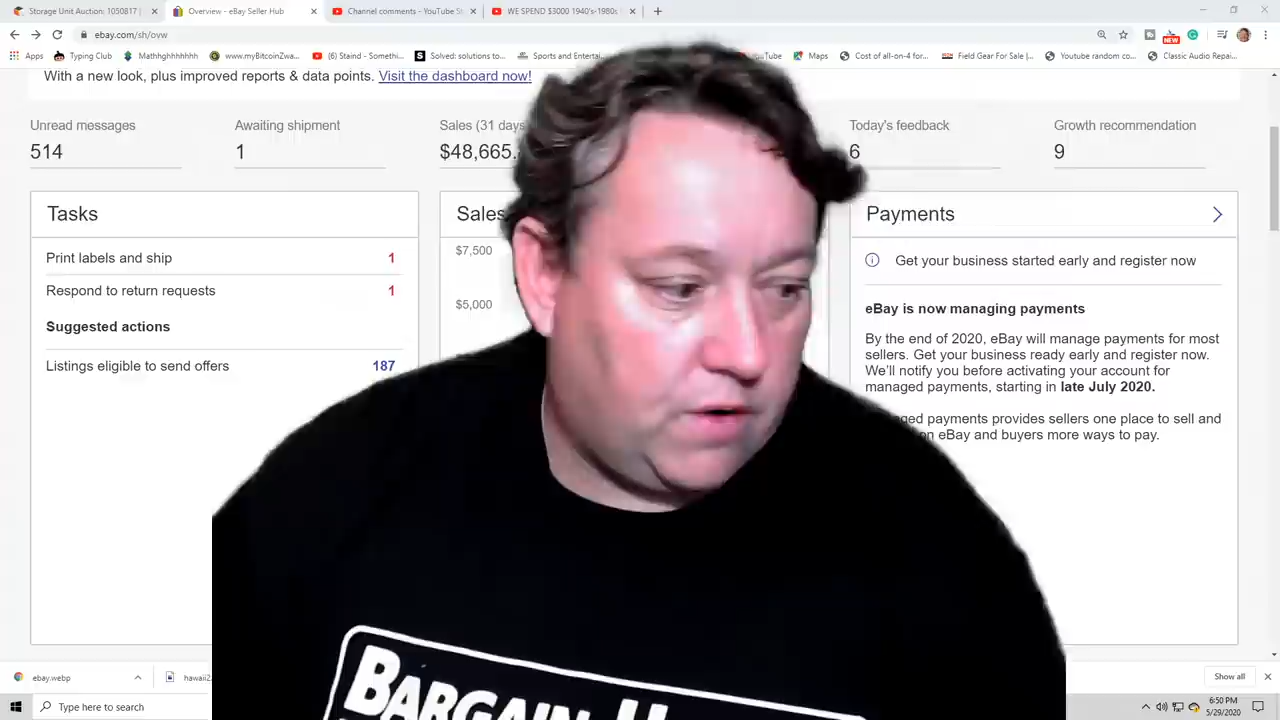 Storage Unit Auction: 1050817
Overview - eBay Seller Hub
Channel comments - YouTube St
WE SPEND $3000 1940's-1980s E
ebay.com/sh/ovw
NEW
Apps
Typing Club
Mathhghhhhhhh
www.myBitcoinZwa...
(6) Staind - Somethi...
Solved: solutions to...
Sports and Entertai...
Tube
Maps
Cost of all-on-4 for...
Field Gear For Sale |...
Youtube random co...
Classic Audio Repai...
With a new look, plus improved reports & data points. Visit the dashboard now!
Unread messages
514
Awaiting shipment
1
Sales (31 days
$48,665.
Today's feedback
6
Growth recommendation
9
Tasks
Print labels and ship 1
Respond to return requests 1
Suggested actions
Listings eligible to send offers 187
Sales
$7,500
$5,000
Payments
Get your business started early and register now
eBay is now managing payments
By the end of 2020, eBay will manage payments for most
sellers. Get your business ready early and register now.
We'll notify you before activating your account for
managed payments, starting in late July 2020.
payments provides sellers one place to sell and
on eBay and buyers more ways to pay.
BARGAIN
ebay.webp
Show all
Type here to search
6:50 PM
5/29/2020